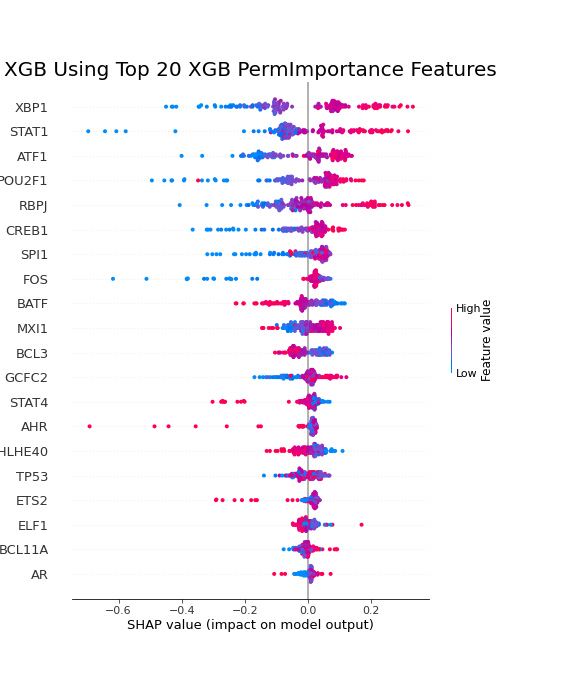 XGB Using Top 20 XGB PermImportance Features
XBP1
STAT1
ATF1
POU2F1
RBPJ
CREB1
SPI1
FOS
BATF
MXI1
BCL3
GCFC2
STAT4
AHR
HLHE40
TP53
ETS2
ELF1
BCL11A
AR
High
Low
Feature value
−0.6 −0.4 −0.2 0.0 0.2
SHAP value (impact on model output)